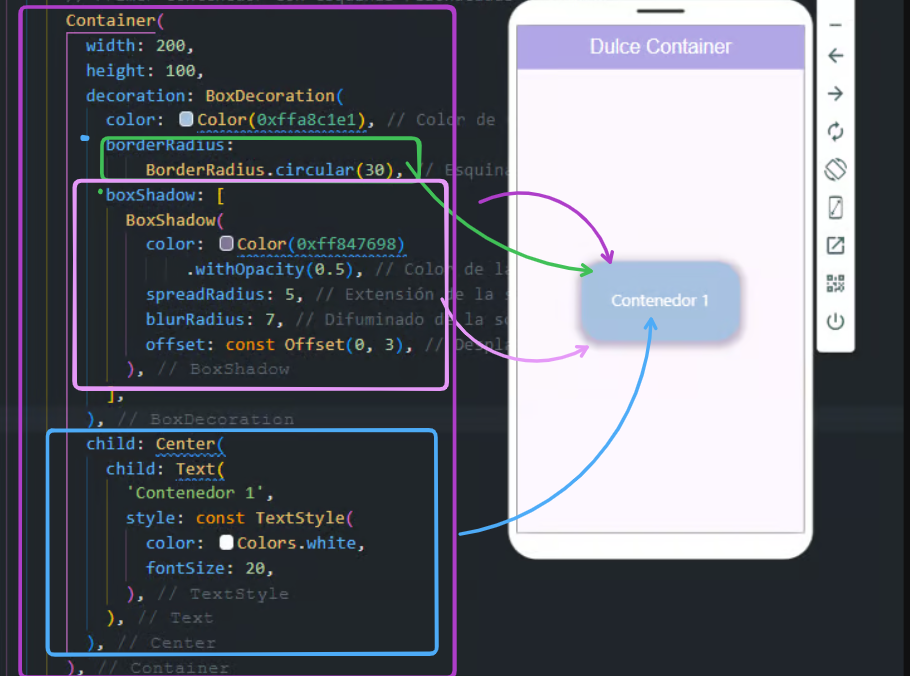 Container(
width: 200,
height: 100,
decoration: BoxDecoration(
color: Color(0xffa8c1e1), // Color de
borderRadius:
BorderRadius.circular(30), // Esquina
boxShadow: [
BoxShadow(
color: Color(0xff847698)
.withOpacity(0.5), // Color de la
spreadRadius: 5, // Extensión de la s
blurRadius: 7, // Difuminado de la so
offset: const Offset(0, 3), // Despla
), // BoxShadow
],
), // BoxDecoration
child: Center(
child: Text(
'Contenedor 1',
style: const TextStyle(
color: Colors.white,
fontSize: 20,
), // TextStyle
), // Text
), // Center
), // Container
Dulce Container
Contenedor 1